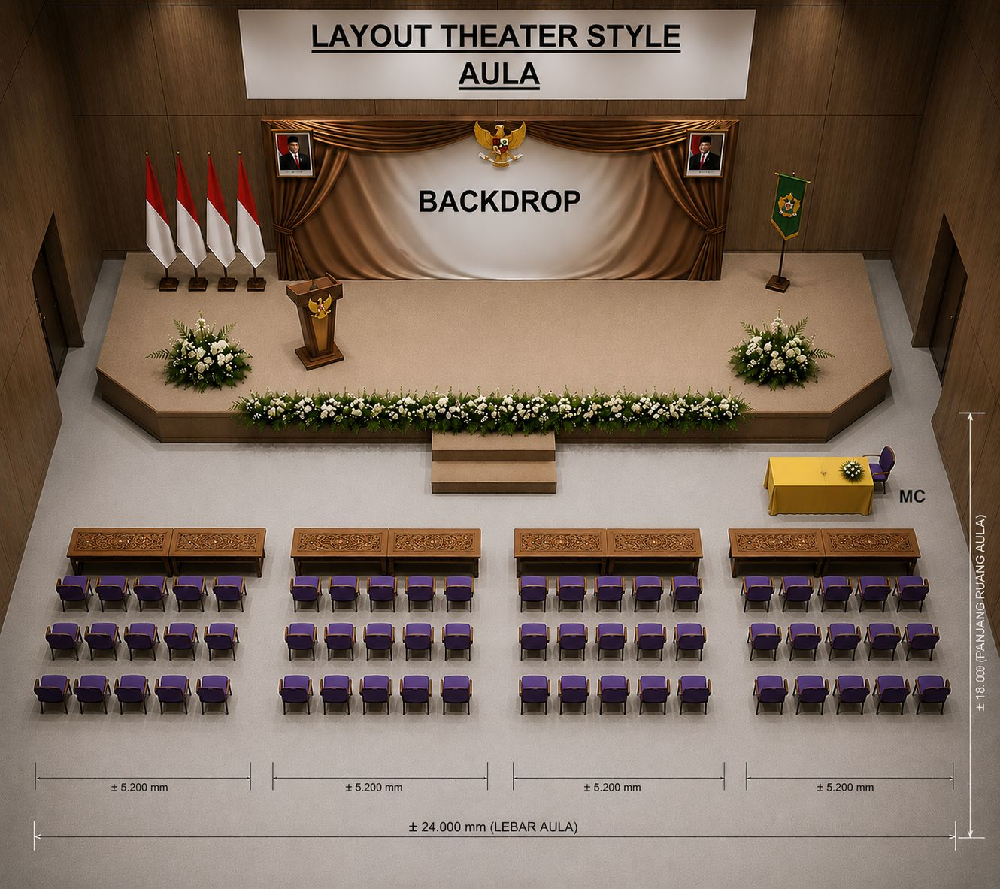 LAYOUT THEATER STYLE
AULA
BACKDROP
MC
± 18.000 (PANJANG RUANG AULA)
± 5.200 mm
± 5.200 mm
± 5.200 mm
± 5.200 mm
± 24.000 mm (LEBAR AULA)